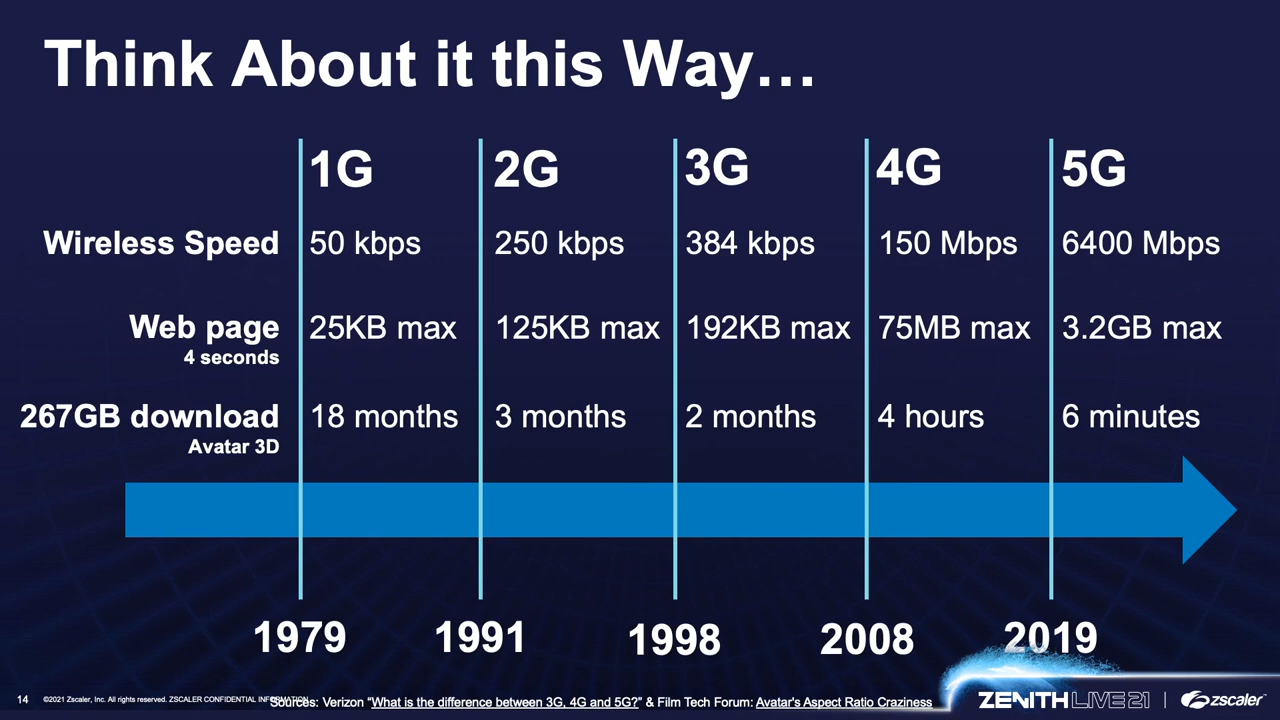 Think About it this Way…
1G 2G 3G 4G 5G
Wireless Speed 50 kbps 250 kbps 384 kbps 150 Mbps 6400 Mbps
Web page 25KB max 125KB max 192KB max 75MB max 3.2GB max
4 seconds
267GB download 18 months 3 months 2 months 4 hours 6 minutes
Avatar 3D
1979 1991 1998 2008 2019
14 ©2021 Zscaler, Inc. All rights reserved. ZSCALER CONFIDENTIAL INFORMATION
Sources: Verizon “What is the difference between 3G, 4G and 5G?” & Film Tech Forum: Avatar's Aspect Ratio Craziness
ZENITH LIVE 21 | zscaler™